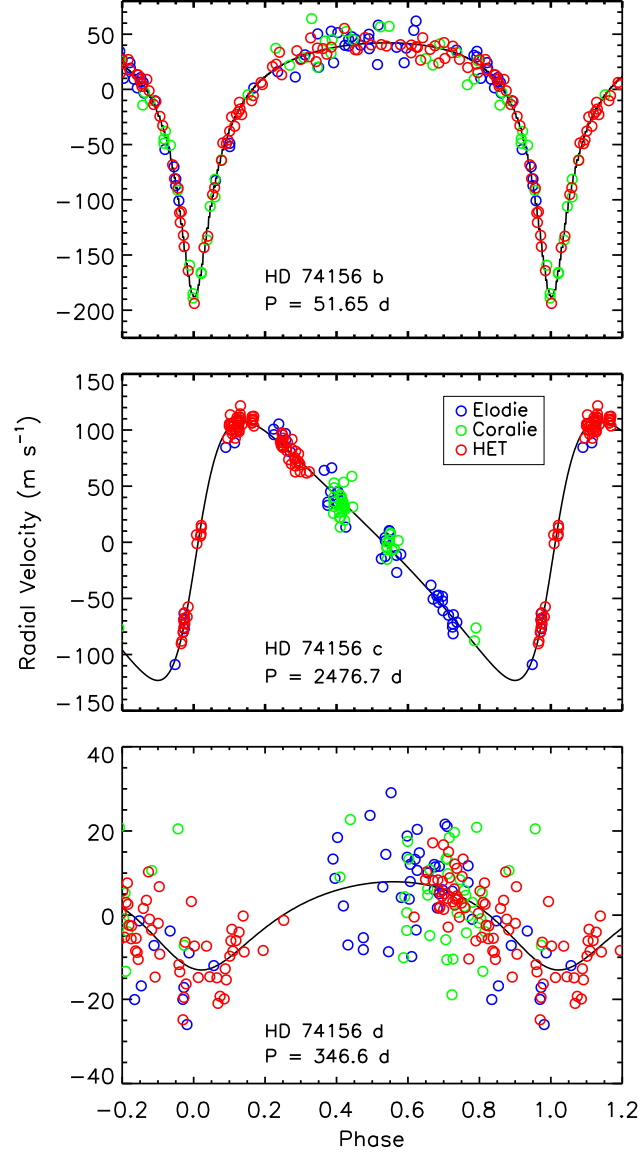 50
0
−50
−100
−150
−200
HD 74156 b
P = 51.65 d
150
100
50
0
−50
−100
−150
Elodie
Coralie
HET
HD 74156 c
P = 2476.7 d
Radial Velocity (m s⁻¹)
40
20
0
−20
−40
HD 74156 d
P = 346.6 d
−0.2 0.0 0.2 0.4 0.6 0.8 1.0 1.2
Phase